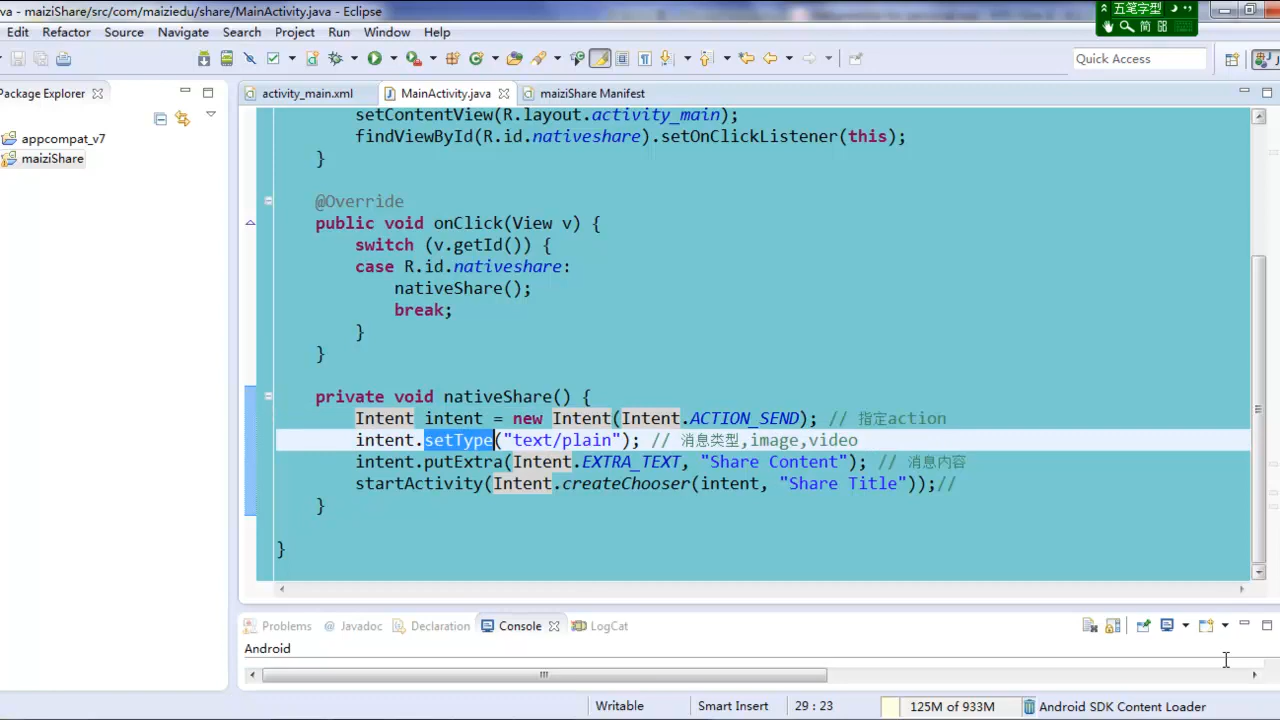 va - maiziShare/src/com/maiziedu/share/MainActivity.java - Eclipse
五笔字型
简
Edit Refactor Source Navigate Search Project Run Window Help
Quick Access
Package Explorer
activity_main.xml MainActivity.java maiziShare Manifest
appcompat_v7
maiziShare
setContentView(R.layout.activity_main);
findViewById(R.id.nativeshare).setOnClickListener(this);
}
@Override
public void onClick(View v) {
switch (v.getId()) {
case R.id.nativeshare:
nativeShare();
break;
}
}
private void nativeShare() {
Intent intent = new Intent(Intent.ACTION_SEND); // 指定action
intent.setType("text/plain"); // 消息类型,image,video
intent.putExtra(Intent.EXTRA_TEXT, "Share Content"); // 消息内容
startActivity(Intent.createChooser(intent, "Share Title"));//
}
}
Problems @ Javadoc Declaration Console LogCat
Android
Writable Smart Insert 29 : 23 125M of 933M Android SDK Content Loader